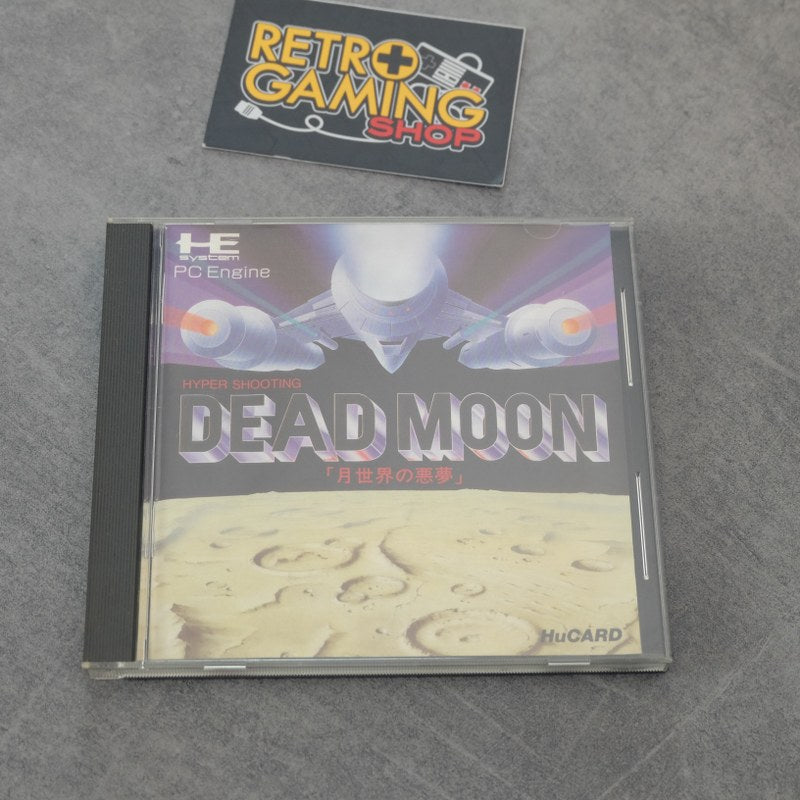 RETRO
GAMING
SHOP
HE
system
PC Engine
HYPER SHOOTING
DEAD MOON
「月世界の悪夢」
HuCARD